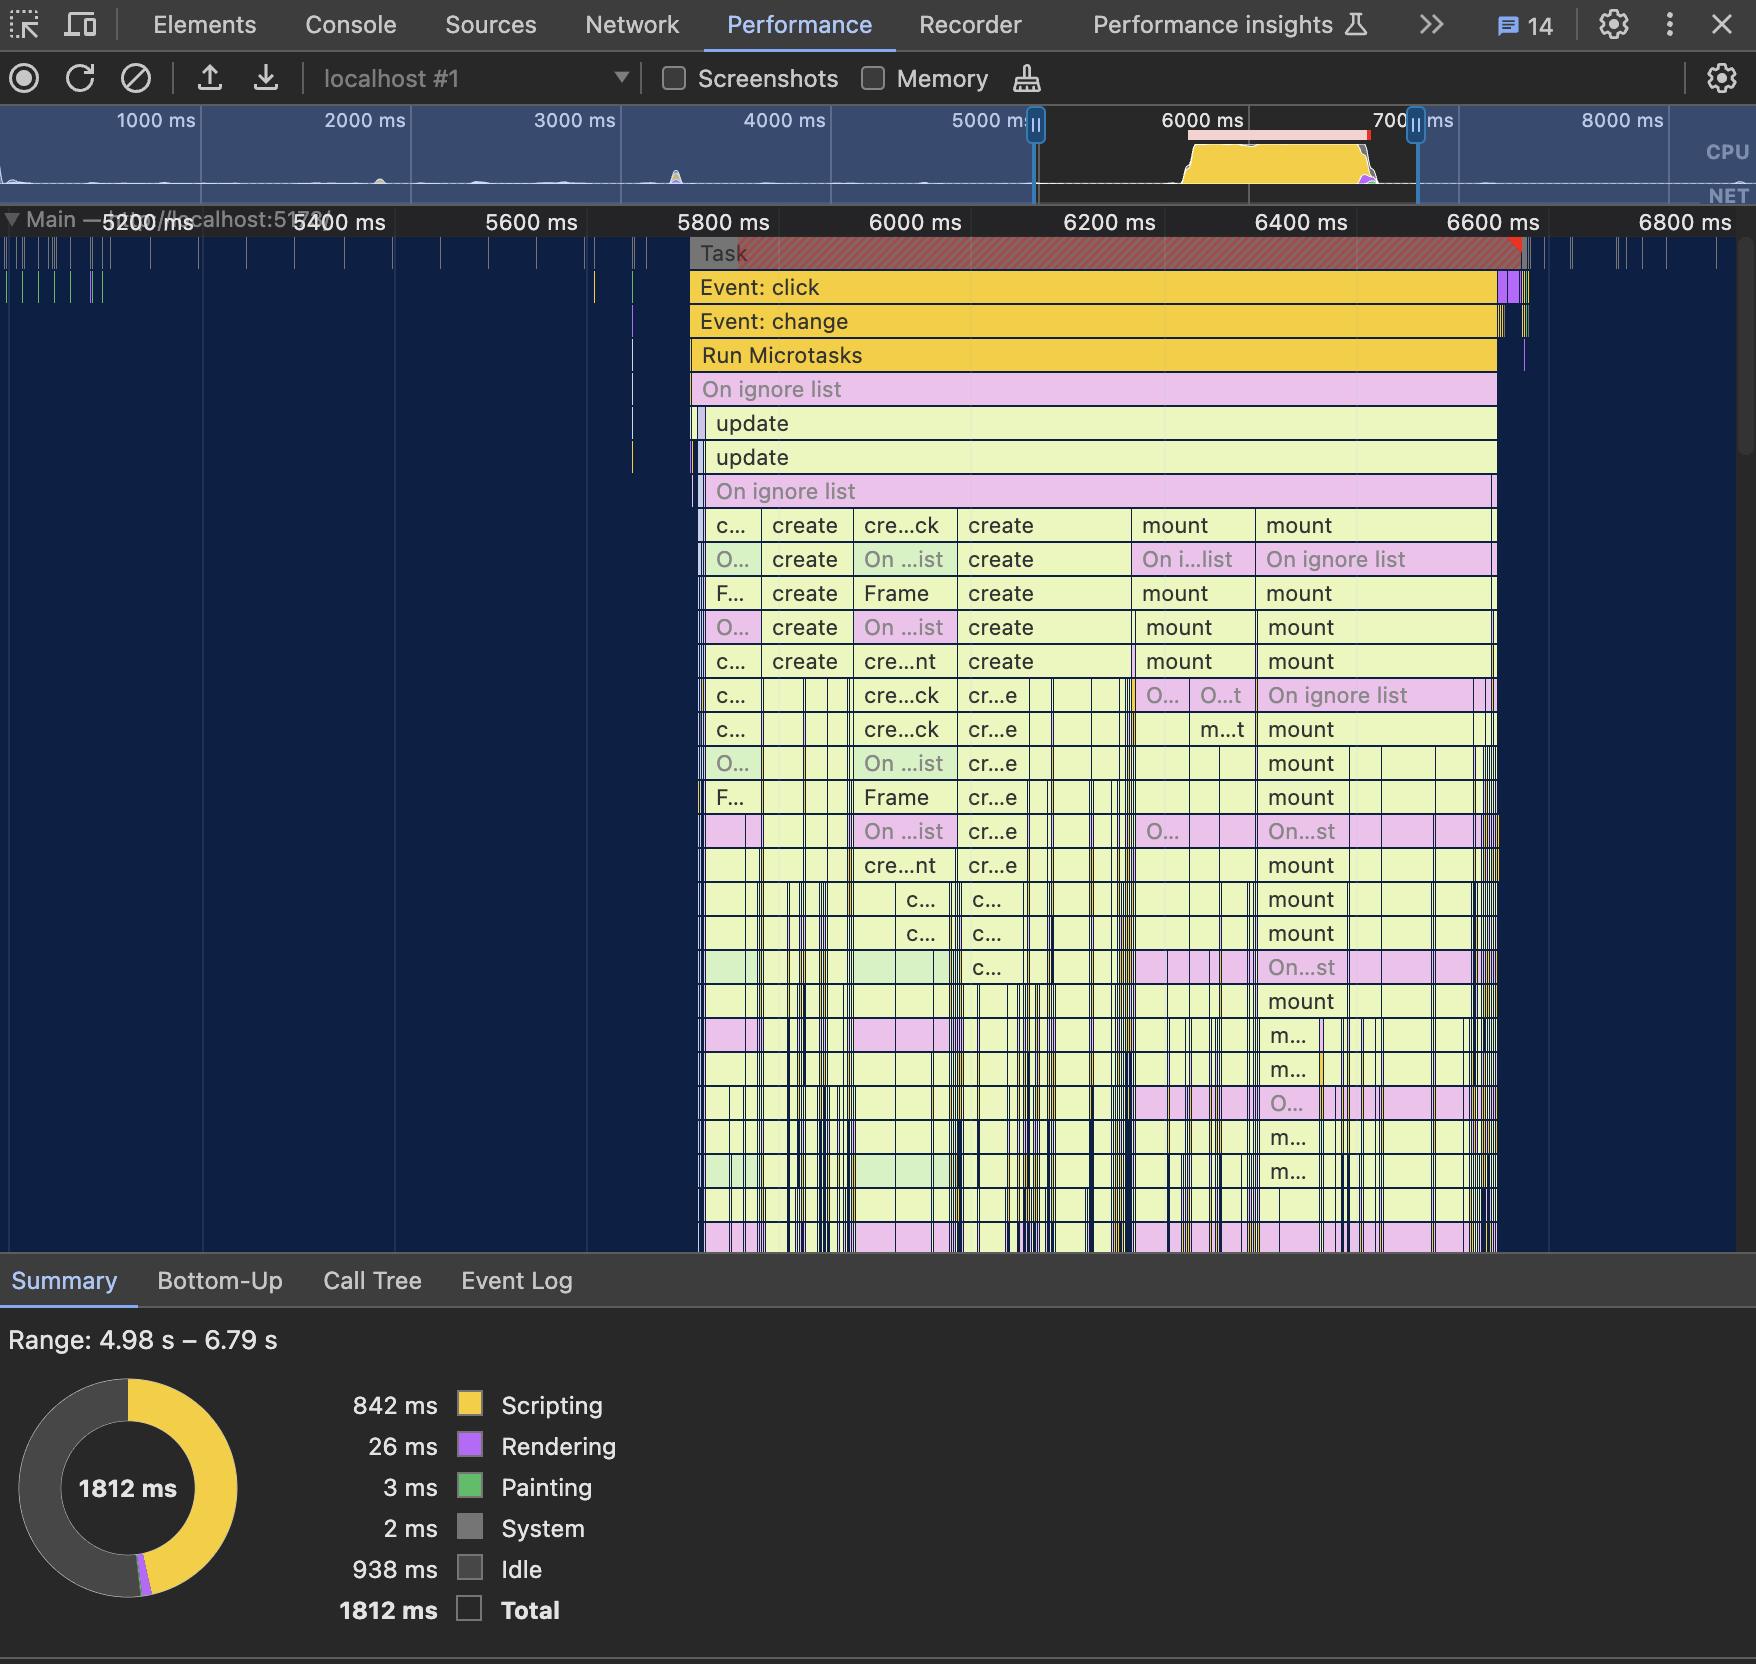 Elements Console Sources Network Performance Recorder Performance insights 14
localhost #1 Screenshots Memory
1000 ms 2000 ms 3000 ms 4000 ms 5000 m 6000 ms 700 ms 8000 ms
CPU
NET
Main — http://localhost:5173/ 5200 ms 5400 ms 5600 ms 5800 ms 6000 ms 6200 ms 6400 ms 6600 ms 6800 ms
Task
Event: click
Event: change
Run Microtasks
On ignore list
update
update
On ignore list
c... create cre...ck create mount mount
O... create On ...ist create On i...list On ignore list
F... create Frame create mount mount
O... create On ...ist create mount mount
c... create cre...nt create mount mount
c... cre...ck cr...e O... O...t On ignore list
c... cre...ck cr...e m...t mount
O... On ...ist cr...e mount
F... Frame cr...e mount
On ...ist cr...e O... On...st
cre...nt cr...e mount
c... c... mount
c... c... mount
c... On...st
mount
m...
m...
O...
m...
m...
Summary Bottom-Up Call Tree Event Log
Range: 4.98 s – 6.79 s
1812 ms
842 ms Scripting
26 ms Rendering
3 ms Painting
2 ms System
938 ms Idle
1812 ms Total